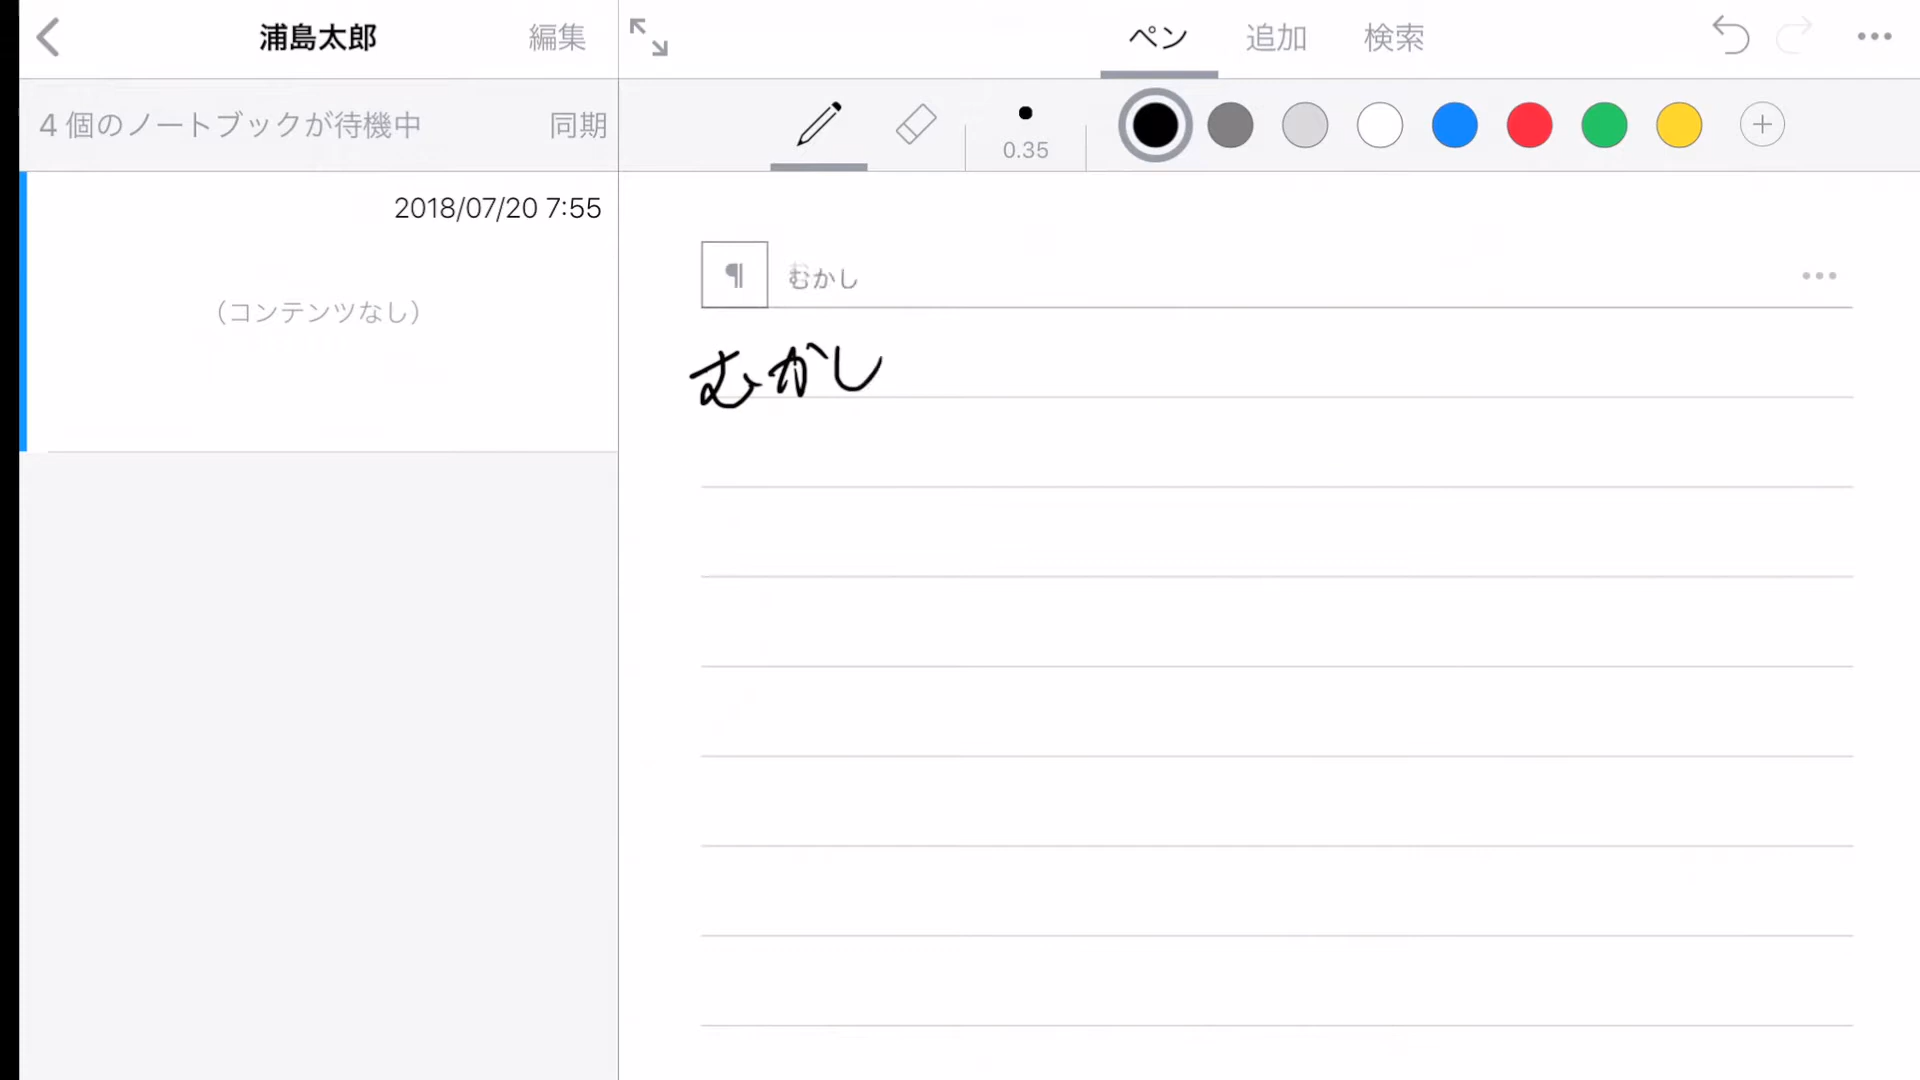 浦島太郎 編集 ペン 追加 検索
4 個のノートブックが待機中 同期 0.35
2018/07/20 7:55
(コンテンツなし)
¶ むかし
むかし